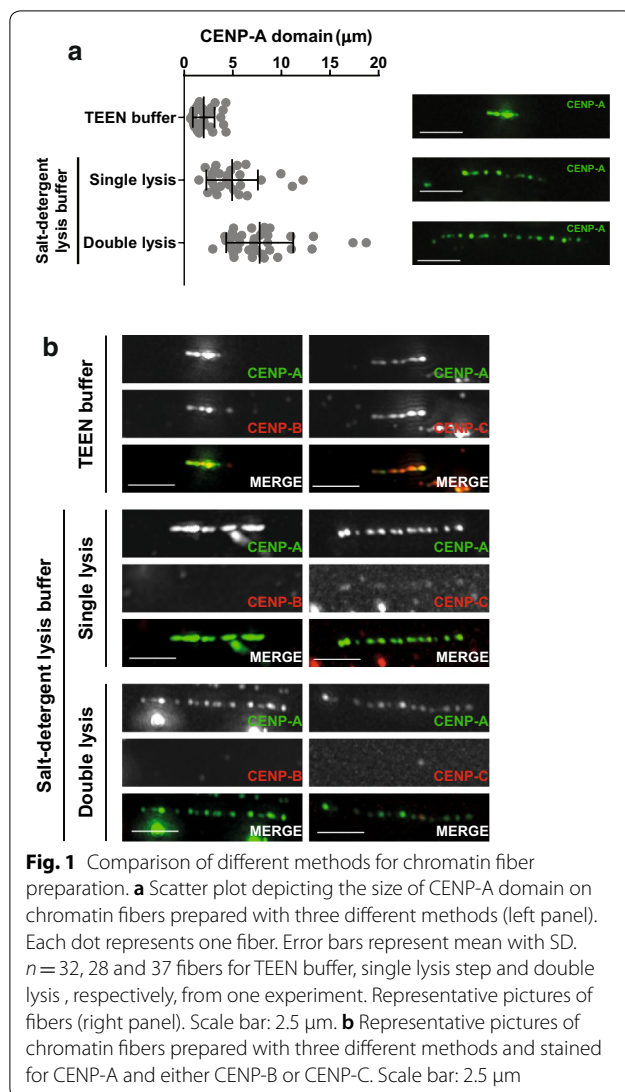 a
CENP-A domain (μm)
0 5 10 15 20
TEEN buffer
Single lysis
Double lysis
Salt-detergent
lysis buffer
CENP-A
CENP-A
CENP-A
b
TEEN buffer
CENP-A
CENP-A
CENP-B
CENP-C
MERGE
MERGE
Salt-detergent lysis buffer
Single lysis
CENP-A
CENP-A
CENP-B
CENP-C
MERGE
MERGE
Double lysis
CENP-A
CENP-A
CENP-B
CENP-C
MERGE
MERGE
Fig. 1 Comparison of different methods for chromatin fiber
preparation. a Scatter plot depicting the size of CENP-A domain on
chromatin fibers prepared with three different methods (left panel).
Each dot represents one fiber. Error bars represent mean with SD.
n = 32, 28 and 37 fibers for TEEN buffer, single lysis step and double
lysis , respectively, from one experiment. Representative pictures of
fibers (right panel). Scale bar: 2.5 μm. b Representative pictures of
chromatin fibers prepared with three different methods and stained
for CENP-A and either CENP-B or CENP-C. Scale bar: 2.5 μm